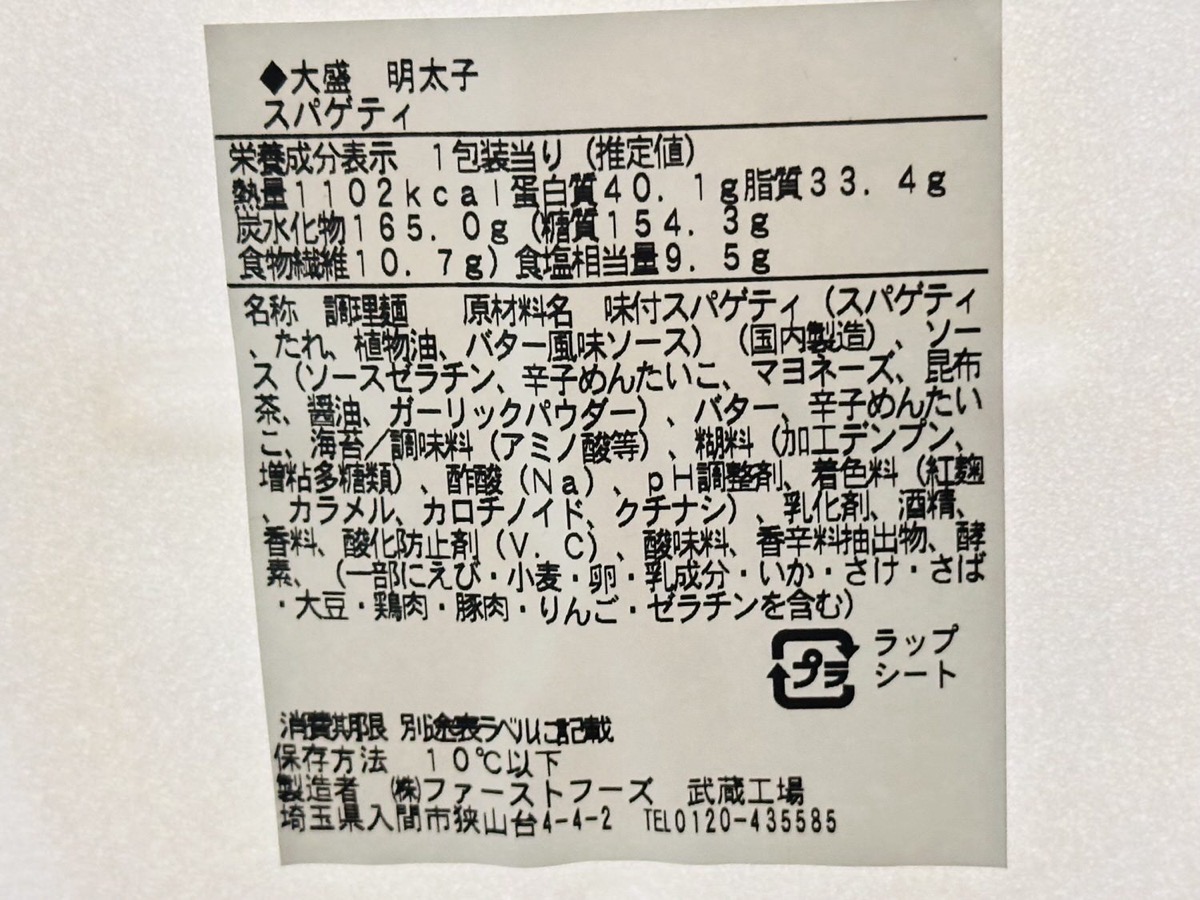 ◆大盛　明太子
スパゲティ
栄養成分表示　1包装当り（推定値）
熱量1102kcal蛋白質40.1g脂質33.4g
炭水化物165.0g（糖質154.3g
食物繊維10.7g）食塩相当量9.5g
名称　調理麺　　原材料名　味付スパゲティ（スパゲティ
、たれ、植物油、バター風味ソース）（国内製造）、ソー
ス（ソースゼラチン、辛子めんたいこ、マヨネーズ、昆布
茶、醤油、ガーリックパウダー）、バター、辛子めんたい
こ、海苔／調味料（アミノ酸等）、糊料（加工デンプン、
増粘多糖類）、酢酸（Na）、pH調整剤、着色料（紅麹
、カラメル、カロチノイド、クチナシ）、乳化剤、酒精、
香料、酸化防止剤（V.C）、酸味料、香辛料抽出物、酵
素、（一部にえび・小麦・卵・乳成分・いか・さけ・さば
・大豆・鶏肉・豚肉・りんご・ゼラチンを含む）
プラ
ラップ
シート
消費期限　別途表ラベルに記載
保存方法　10℃以下
製造者　㈱ファーストフーズ　武蔵工場
埼玉県入間市狭山台4-4-2　TEL0120-435585